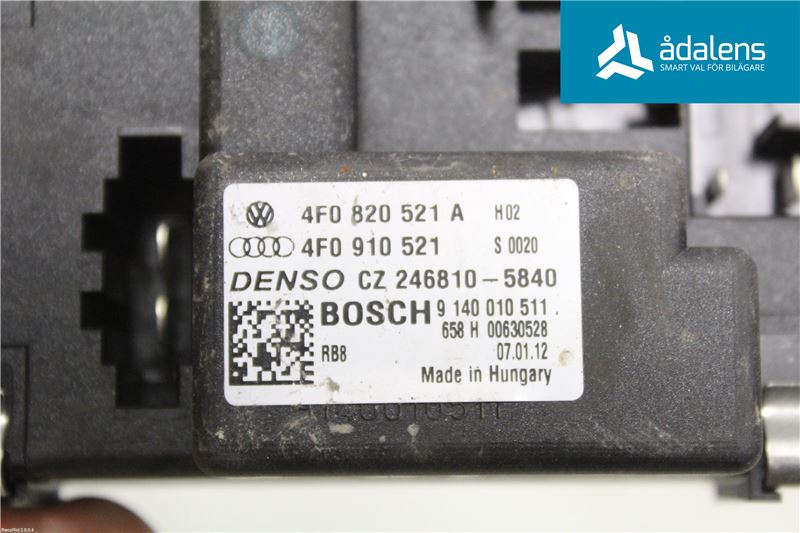 ådalens
SMART VAL FÖR BILÄGARE
4F0 820 521 A H02
4F0 910 521 S 0020
DENSO CZ 246810-5840
BOSCH 9 140 010 511
658 H 00630528
RB8 07.01.12
Made in Hungary